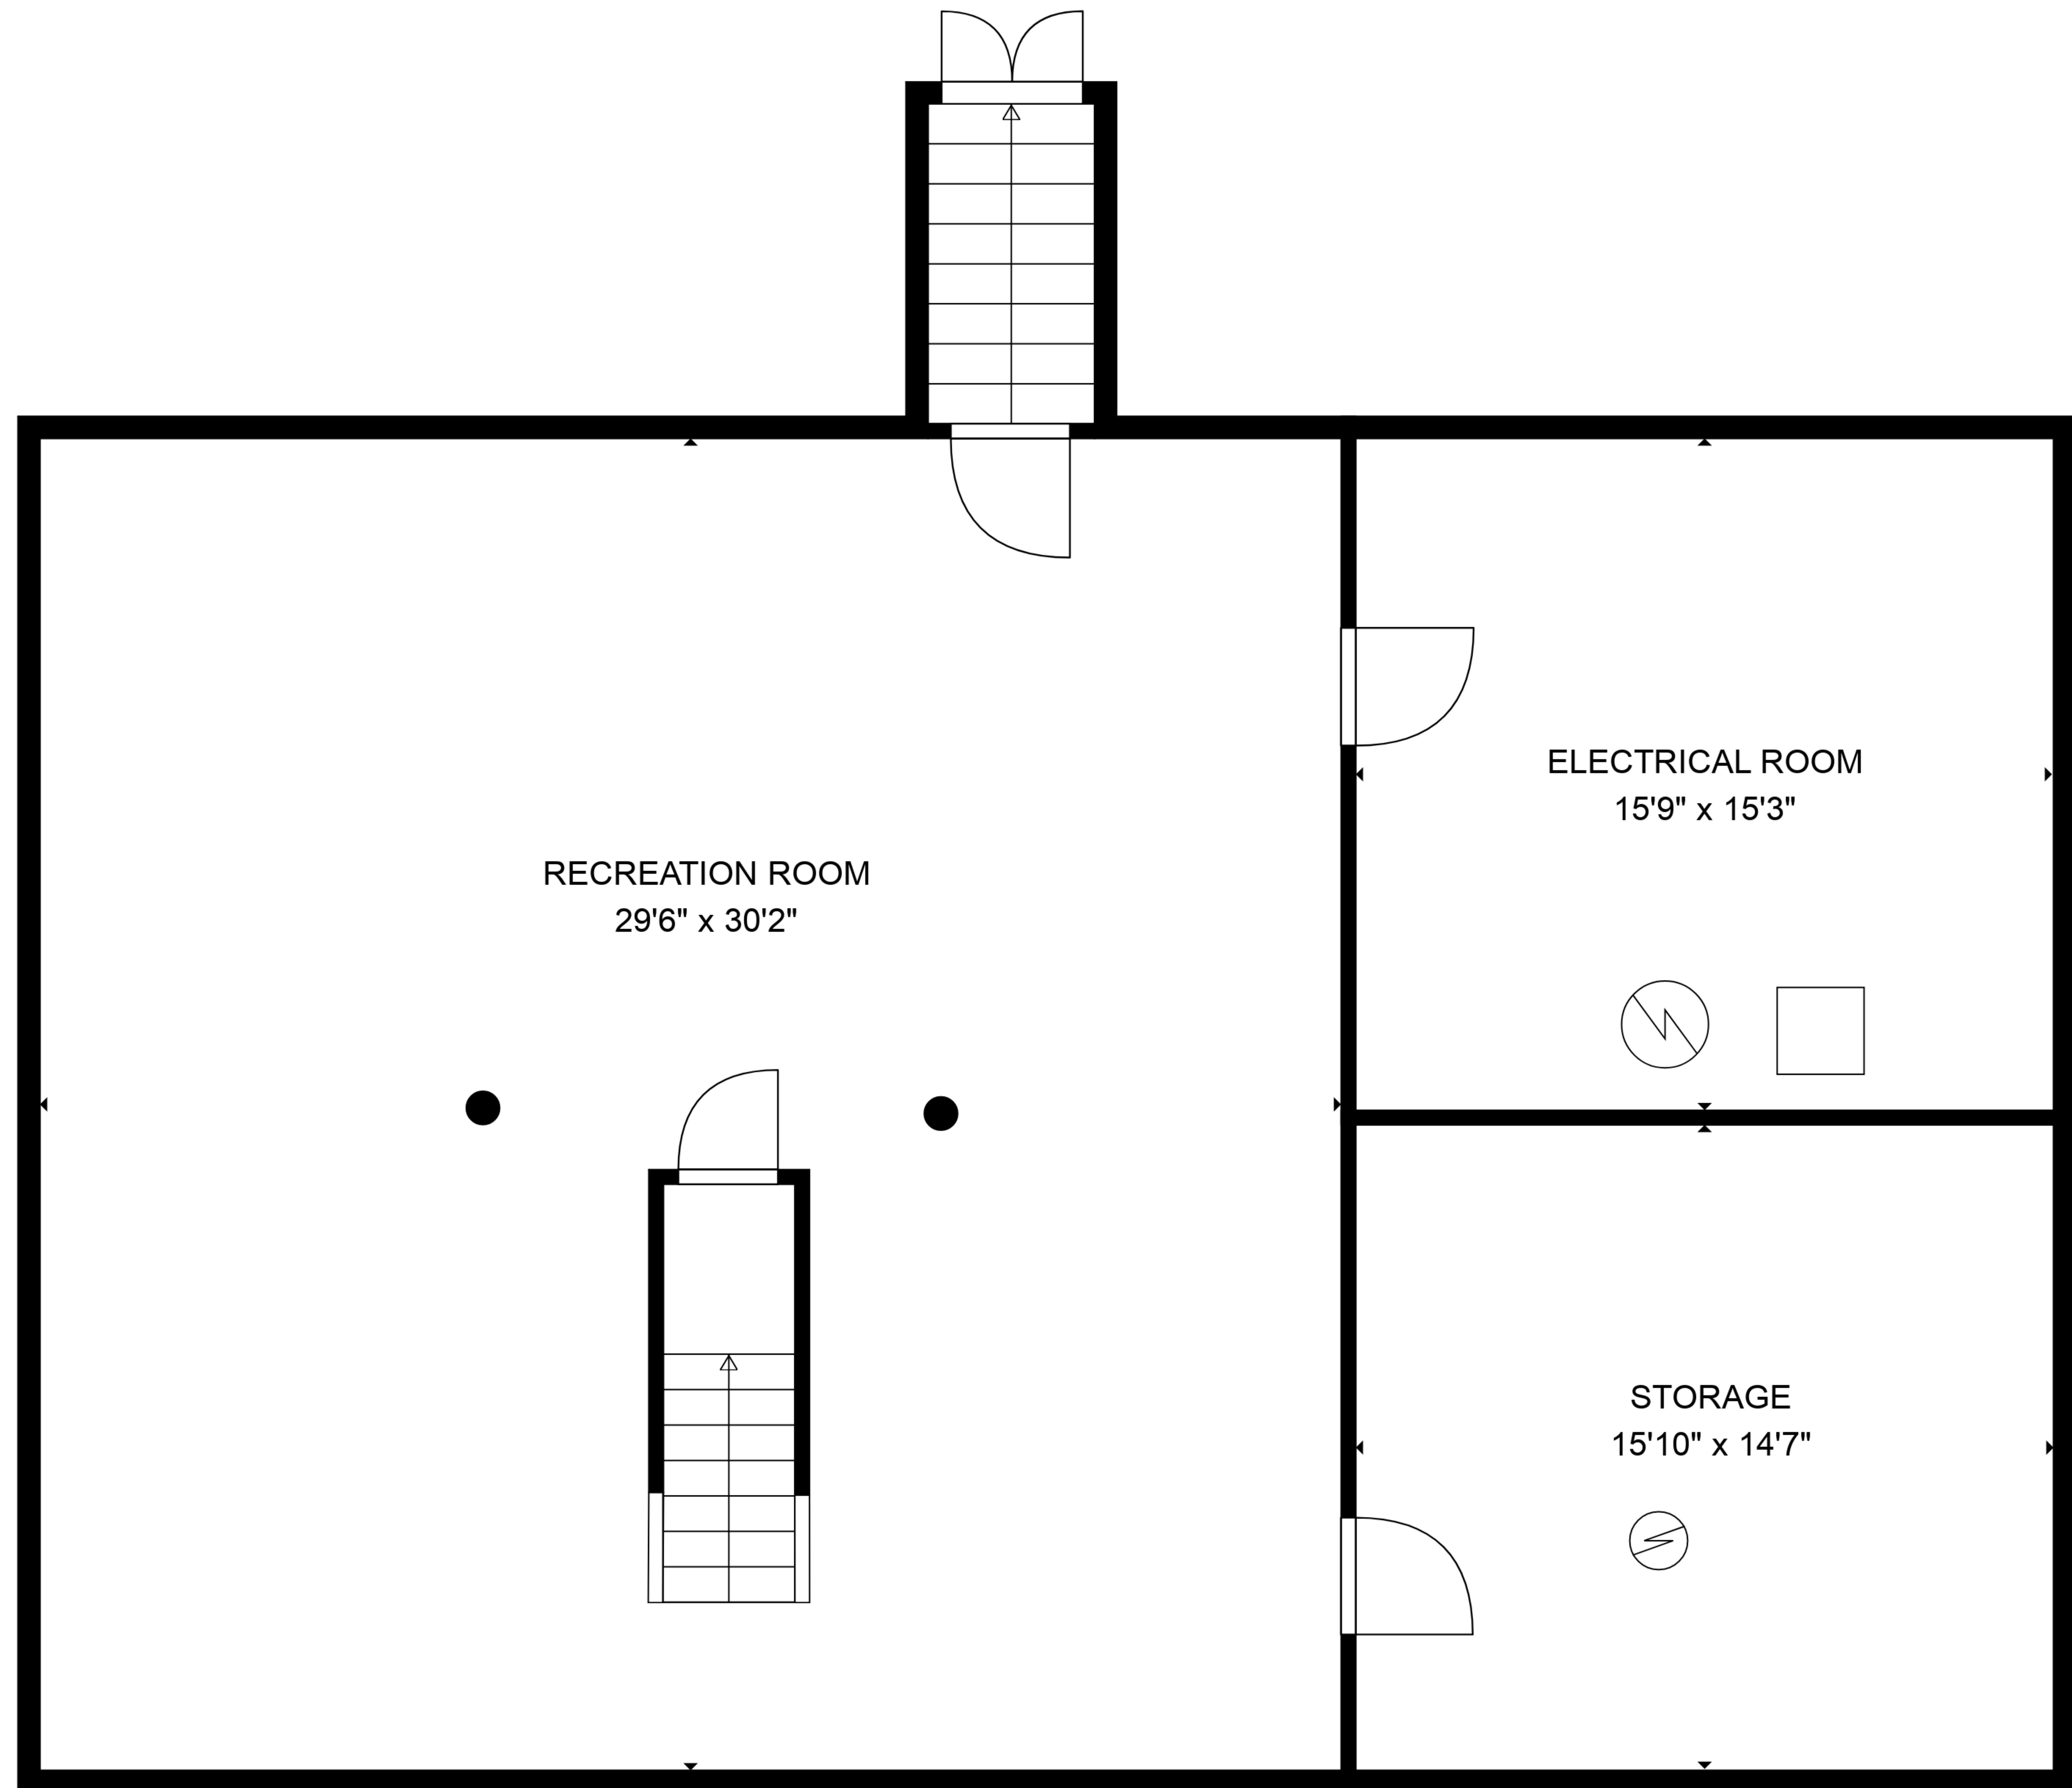 ELECTRICAL ROOM
15'9" x 15'3"
RECREATION ROOM
29'6" x 30'2"
STORAGE
15'10" x 14'7"